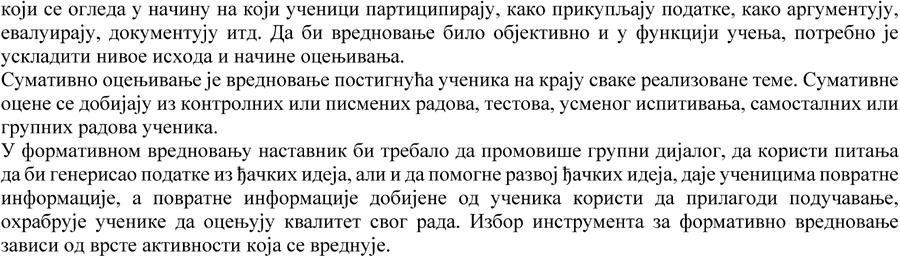 који се огледа у начину на који ученици партиципирају, како прикупљају податке, како аргументују,
евалуирају, документују итд. Да би вредновање било објективно и у функцији учења, потребно је
ускладити нивое исхода и начине оцењивања.
Сумативно оцењивање је вредновање постигнућа ученика на крају сваке реализоване теме. Сумативне
оцене се добијају из контролних или писмених радова, тестова, усменог испитивања, самосталних или
групних радова ученика.
У формативном вредновању наставник би требало да промовише групни дијалог, да користи питања
да би генерисао податке из ђачких идеја, али и да помогне развој ђачких идеја, даје ученицима повратне
информације, а повратне информације добијене од ученика користи да прилагоди подучавање,
охрабрује ученике да оцењују квалитет свог рада. Избор инструмента за формативно вредновање
зависи од врсте активности која се вреднује.